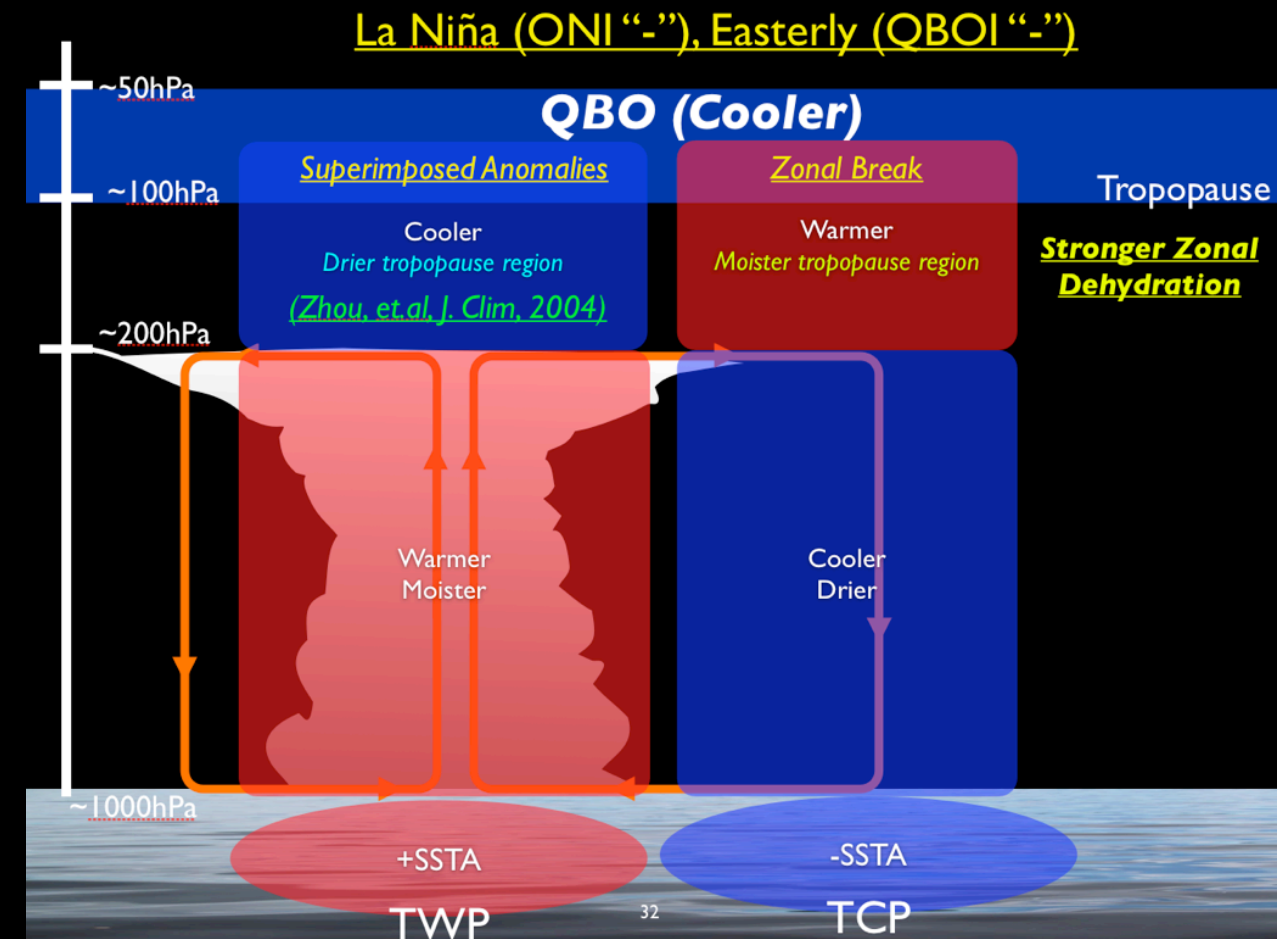 La Niña (ONI “-”), Easterly (QBOI “-”)
~50hPa
QBO (Cooler)
Superimposed Anomalies
Zonal Break
~100hPa
Tropopause
Cooler
Drier tropopause region
(Zhou, et.al, J. Clim, 2004)
Warmer
Moister tropopause region
Stronger Zonal
Dehydration
~200hPa
Warmer
Moister
Cooler
Drier
~1000hPa
+SSTA
-SSTA
TWP
32
TCP